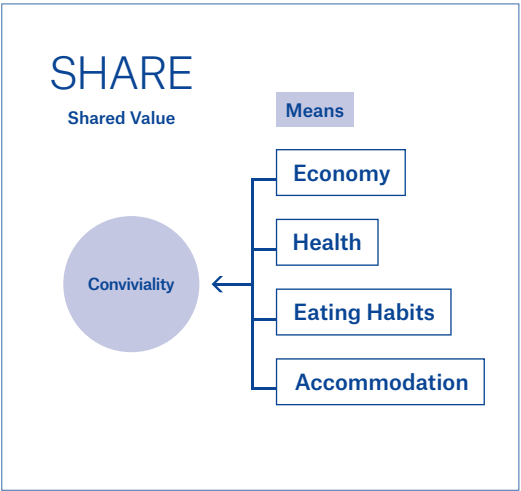 SHARE
Shared Value
Means
Economy
Health
Eating Habits
Accommodation
Conviviality